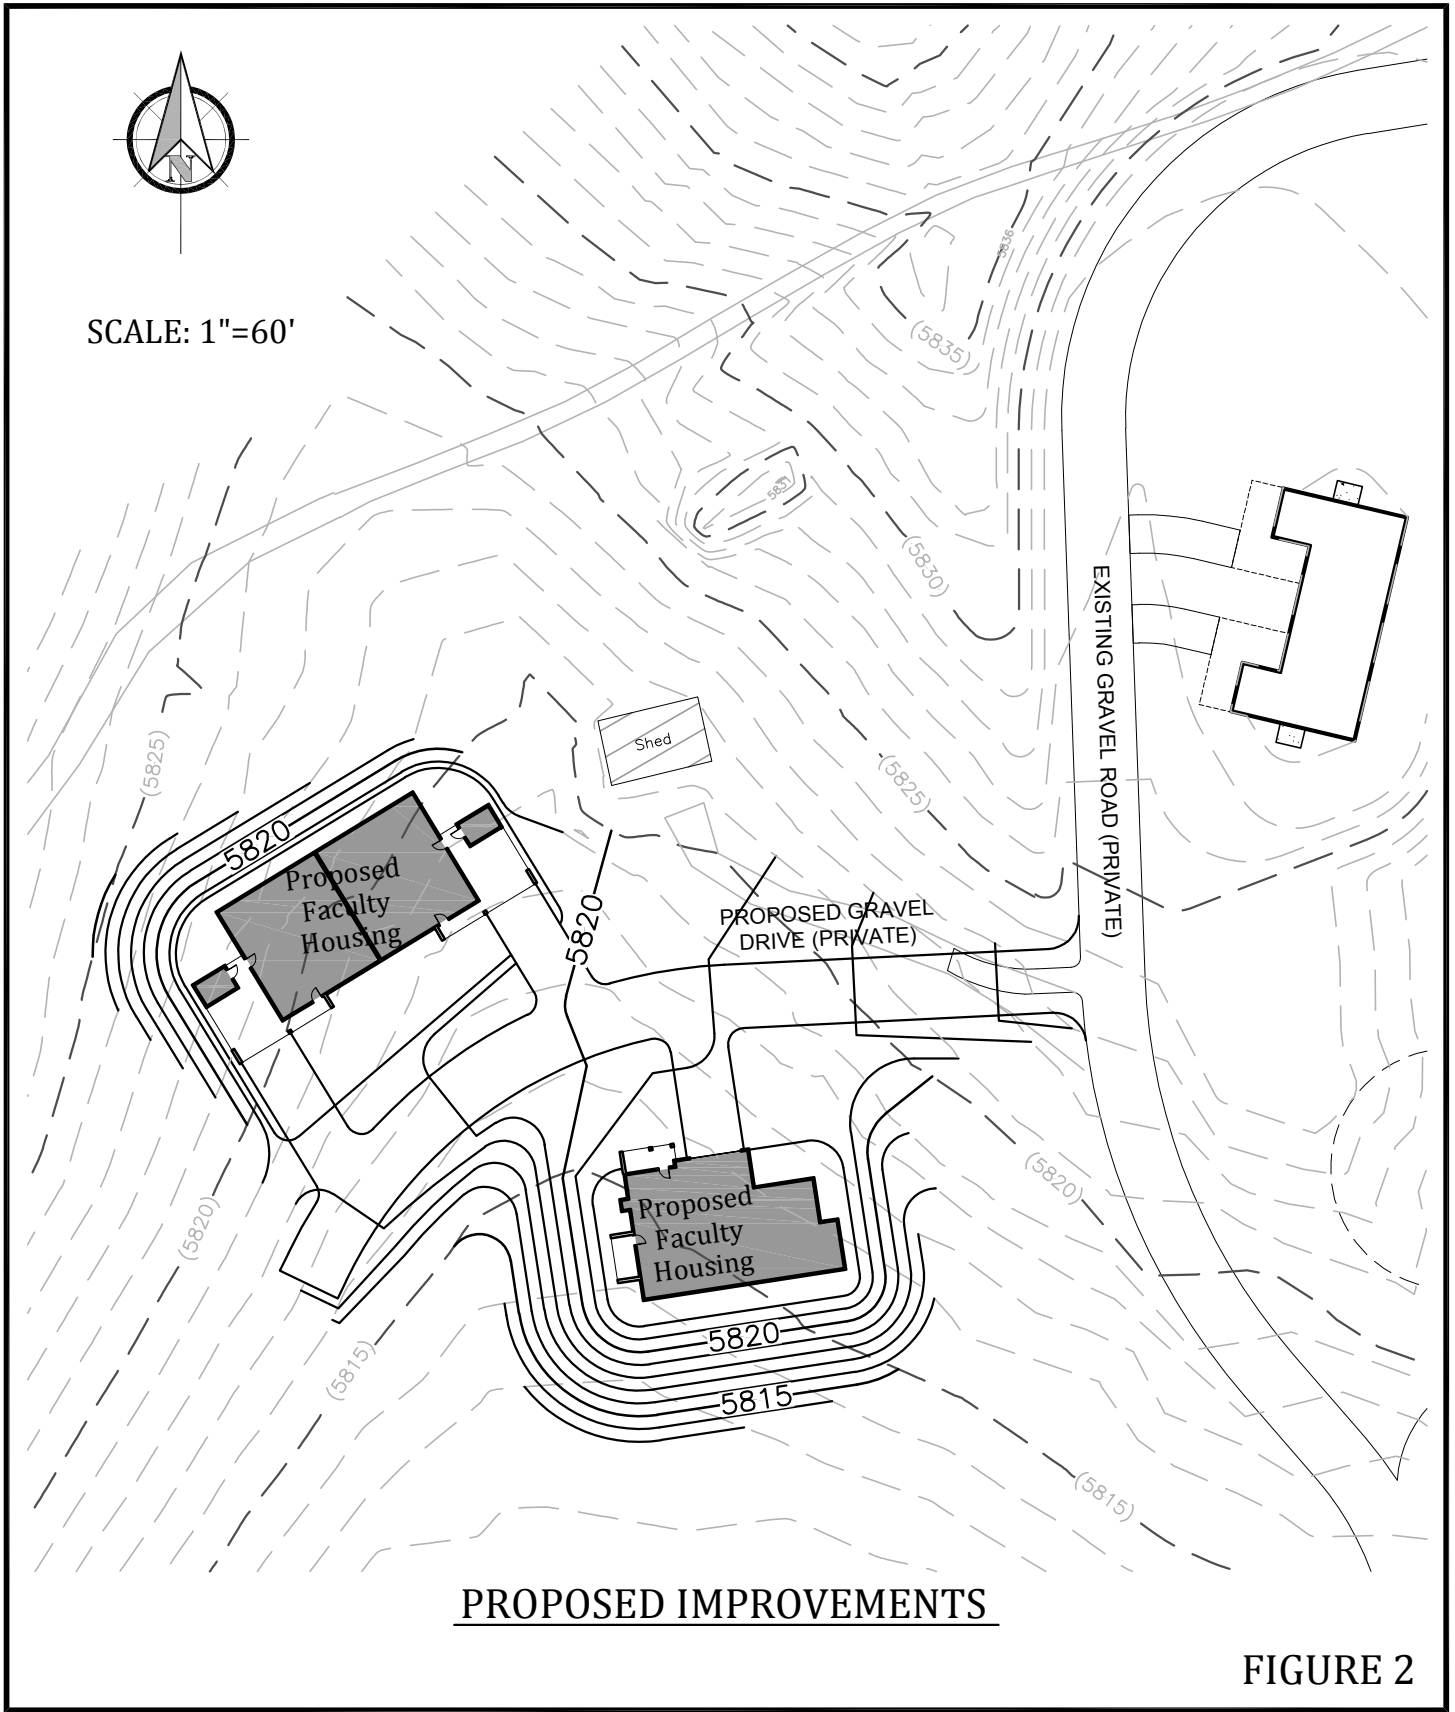 N
SCALE: 1"=60'
5836
(5835)
5837
(5830)
EXISTING GRAVEL ROAD (PRIVATE)
Shed
(5825)
(5825)
5820
Proposed
Faculty
Housing
5820
PROPOSED GRAVEL
DRIVE (PRIVATE)
(5820)
(5820)
Proposed
Faculty
Housing
5820
(5815)
5815
(5815)
PROPOSED IMPROVEMENTS
FIGURE 2